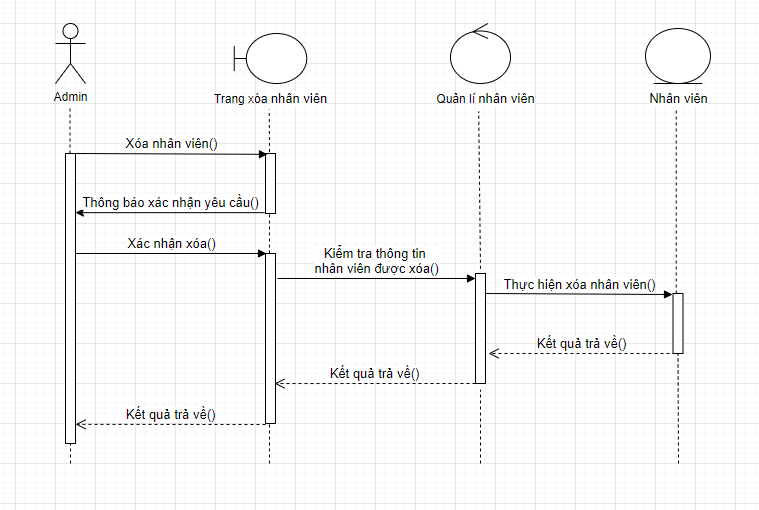 Admin
Trang xóa nhân viên
Quản lí nhân viên
Nhân viên
Xóa nhân viên()
Thông báo xác nhận yêu cầu()
Xác nhận xóa()
Kiểm tra thông tin
nhân viên được xóa()
Thực hiện xóa nhân viên()
Kết quả trả về()
Kết quả trả về()
Kết quả trả về()